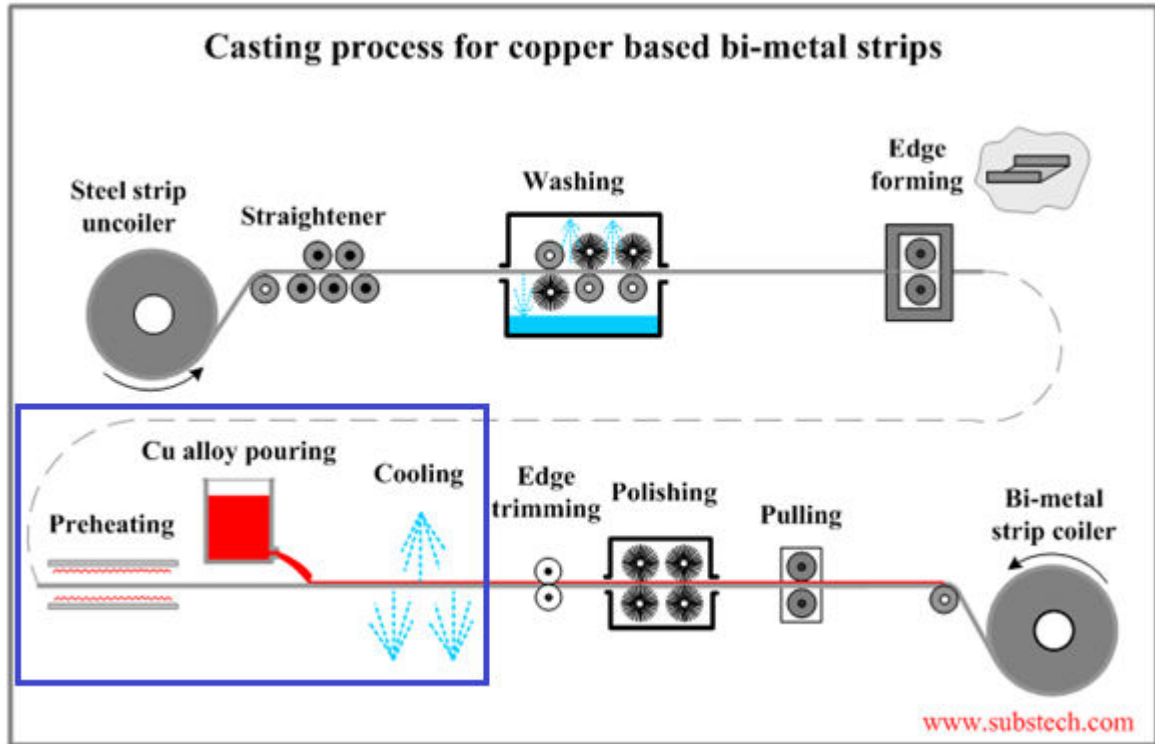 Casting process for copper based bi-metal strips
Steel strip
uncoiler
Straightener
Washing
Edge
forming
Preheating
Cu alloy pouring
Cooling
Edge
trimming
Polishing
Pulling
Bi-metal
strip coiler
www.substech.com